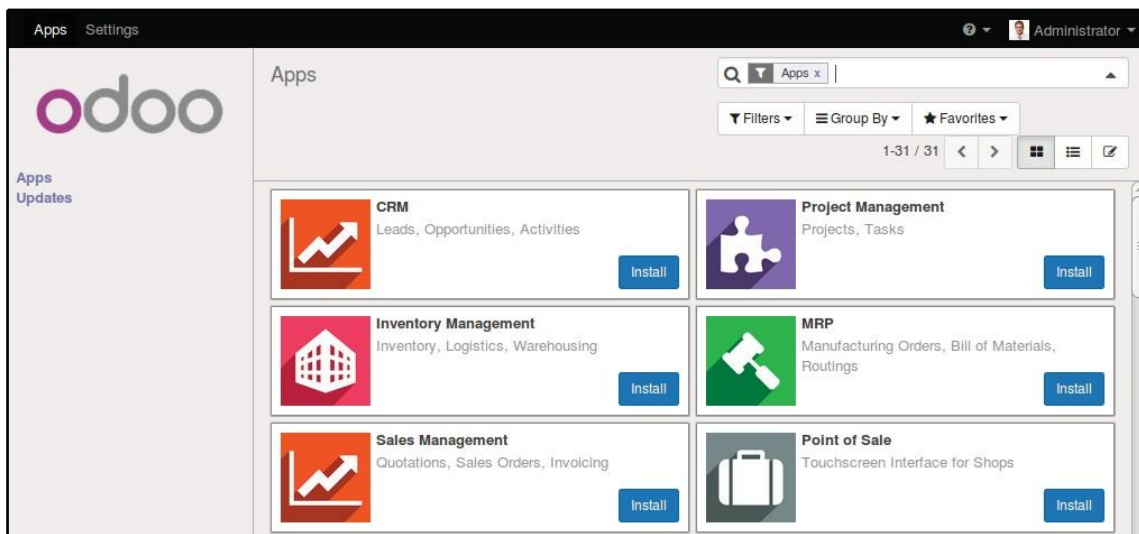 Apps Settings
Administrator
odoo
Apps
Apps x
Filters Group By Favorites
1-31 / 31
Apps
Updates
CRM
Leads, Opportunities, Activities
Install
Project Management
Projects, Tasks
Install
Inventory Management
Inventory, Logistics, Warehousing
Install
MRP
Manufacturing Orders, Bill of Materials,
Routings
Install
Sales Management
Quotations, Sales Orders, Invoicing
Install
Point of Sale
Touchscreen Interface for Shops
Install